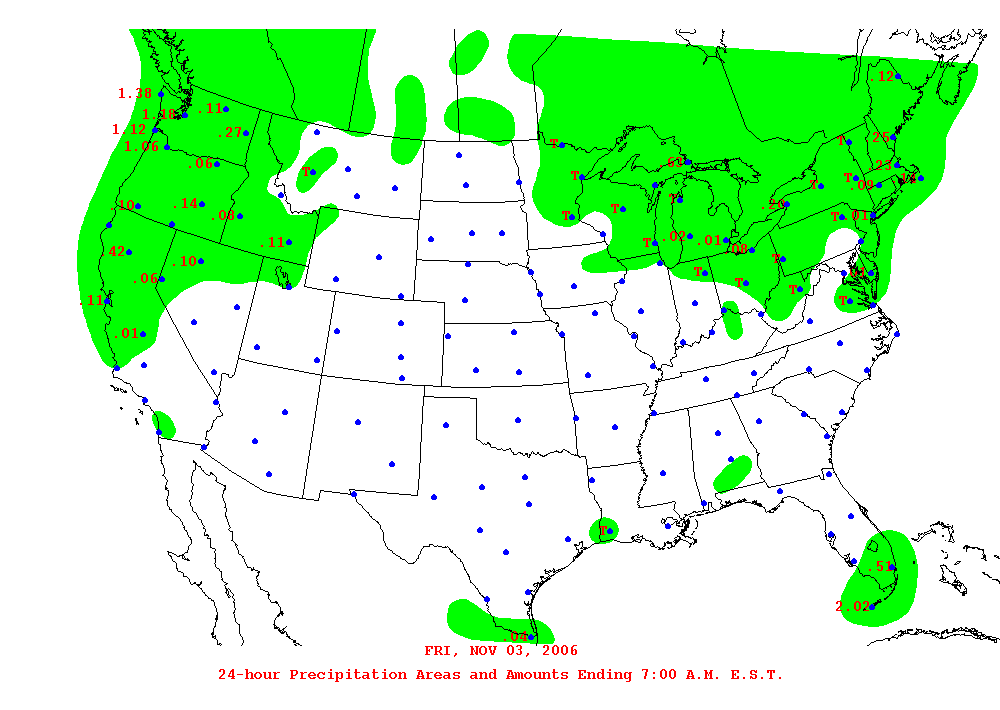 .12
1.38
.11
1.18
1.12
.27
T
.25
1.06
T
.61
.23
.06
T
T
T
T
.09
.14
T
.20
.10
.14
T
T
T
.01
.08
.02
.01
T
.11
.08
.42
T
.10
T
.01
.06
T
T
.11
T
.01
T
.51
2.02
.04
FRI, NOV 03, 2006
24-hour Precipitation Areas and Amounts Ending 7:00 A.M. E.S.T.